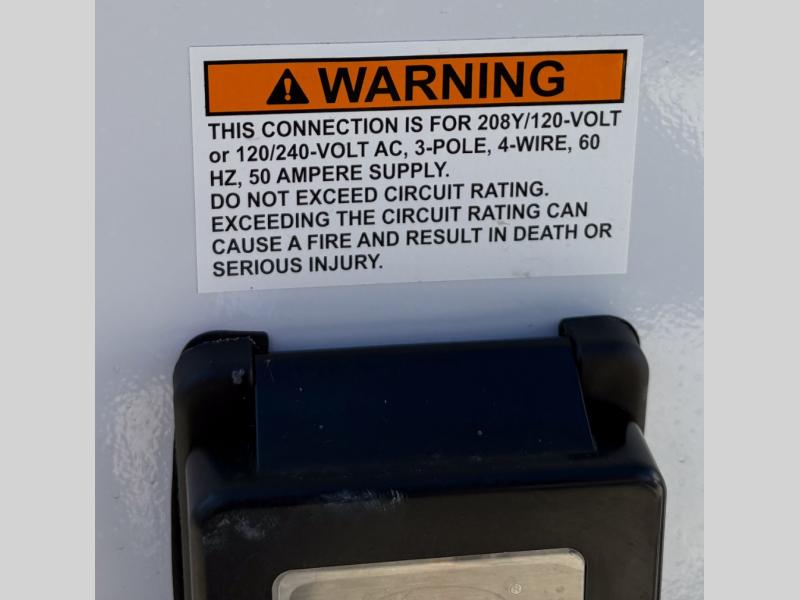 WARNING
THIS CONNECTION IS FOR 208Y/120-VOLT
or 120/240-VOLT AC, 3-POLE, 4-WIRE, 60
HZ, 50 AMPERE SUPPLY.
DO NOT EXCEED CIRCUIT RATING.
EXCEEDING THE CIRCUIT RATING CAN
CAUSE A FIRE AND RESULT IN DEATH OR
SERIOUS INJURY.
®